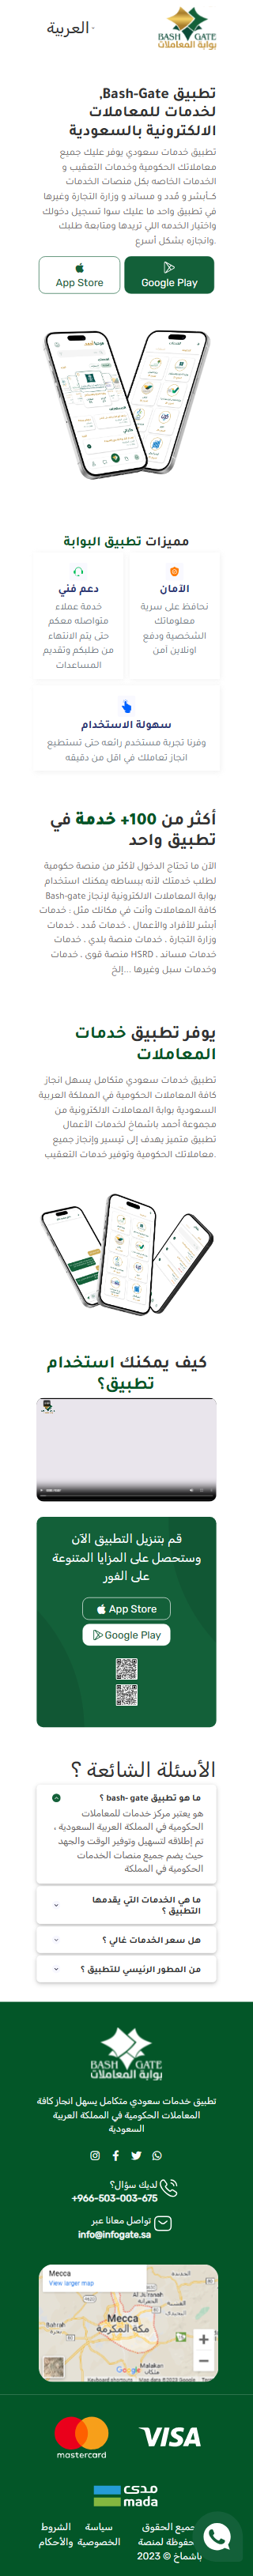 العربية
BASH GATE
بوابة المعاملات
تطبيق Bash-Gate,
لخدمات للمعاملات
الالكترونية بالسعودية
تطبيق خدمات سعودي يوفر عليك جميع
معاملاتك الحكومية وخدمات التعقيب و
الخدمات الخاصه بكل منصات الخدمات
كـأبشر و مُدد و مساند و وزارة التجارة وغيرها
في تطبيق واحد ما عليك سوا تسجيل دخولك
واختيار الخدمه اللي تريدها ومتابعة طلبك
وانجازه بشكل أسرع.
Google Play
App Store
مميزات تطبيق البوابة
الآمان
نحافظ على سرية
معلوماتك
الشخصية ودفع
اونلاين آمن
دعم فني
خدمة عملاء
متواصله معكم
حتى يتم الانتهاء
من طلبكم وتقديم
المساعدات
سهولة الاستخدام
وفرنا تجربة مستخدم رائعه حتى تستطيع
انجاز تعاملك في اقل من دقيقه
أكثر من 100+ خدمة في
تطبيق واحد
الآن ما تحتاج الدخول لأكثر من منصة حكومية
لطلب خدمتك لأنه ببساطه يمكنك استخدام
بوابة المعاملات الالكترونية لإنجاز Bash-gate
كافة المعاملات وأنت في مكانك مثل : خدمات
أبشر للأفراد والأعمال ، خدمات مُدد ، خدمات
وزارة التجارة ، خدمات منصة بلدي ، خدمات
منصة قوى ، خدمات HSRD ، خدمات مساند
وخدمات سبل وغيرها ...إلخ
يوفر تطبيق خدمات
المعاملات
تطبيق خدمات سعودي متكامل يسهل انجاز
كافة المعاملات الحكومية في المملكة العربية
السعودية بوابة المعاملات الالكترونية من
مجموعة أحمد باشماخ لخدمات الأعمال
تطبيق متميز يهدف إلى تيسير وإنجاز جميع
معاملاتك الحكومية وتوفير خدمات التعقيب.
كيف يمكنك استخدام
تطبيق؟
قم بتنزيل التطبيق الآن
وستحصل على المزايا المتنوعة
على الفور
App Store
Google Play
الأسئلة الشائعة ؟
ما هو تطبيق bash- gate ؟
هو يعتبر مركز خدمات للمعاملات
الحكومية في المملكة العربية السعودية ،
تم إطلاقه لتسهيل وتوفير الوقت والجهد
حيث يضم جميع منصات الخدمات
الحكومية في المملكة
ما هي الخدمات التي يقدمها
التطبيق ؟
هل سعر الخدمات غالي ؟
من المطور الرئيسي للتطبيق ؟
BASH GATE
بوابة المعاملات
تطبيق خدمات سعودي متكامل يسهل انجاز كافة
المعاملات الحكومية في المملكة العربية
السعودية
لديك سؤال؟
+966-503-003-675
تواصل معانا عبر
info@infogate.sa
Mecca
View larger map
Al Jumum
الجموم
Mecca
مكة المكرمة
Bahrah
بحرة
Google
mastercard
VISA
مدى
mada
جميع الحقوق
محفوظة لمنصة
باشماخ © 2023
سياسة
الخصوصية
الشروط
والأحكام